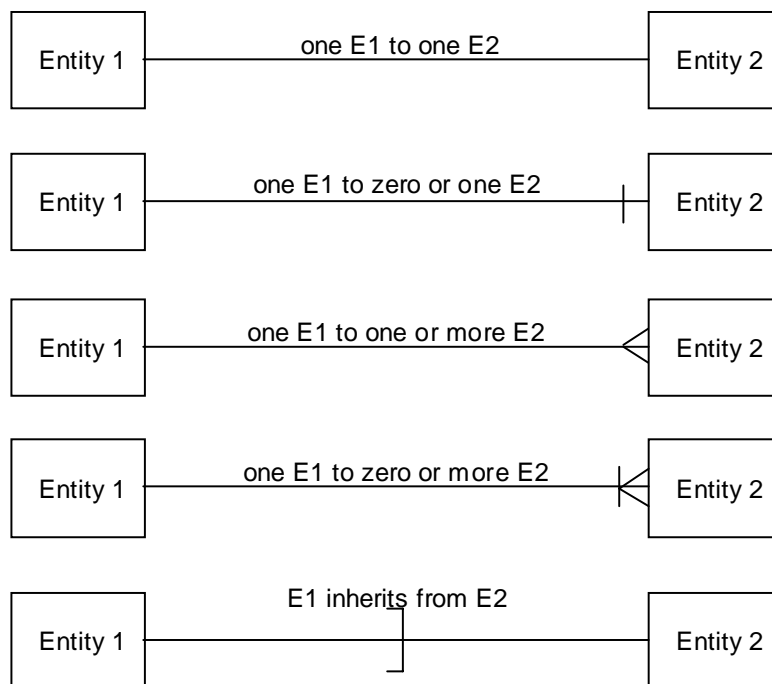 one E1 to one E2
Entity 1
Entity 2
one E1 to zero or one E2
Entity 1
Entity 2
one E1 to one or more E2
Entity 1
Entity 2
one E1 to zero or more E2
Entity 1
Entity 2
E1 inherits from E2
Entity 1
Entity 2